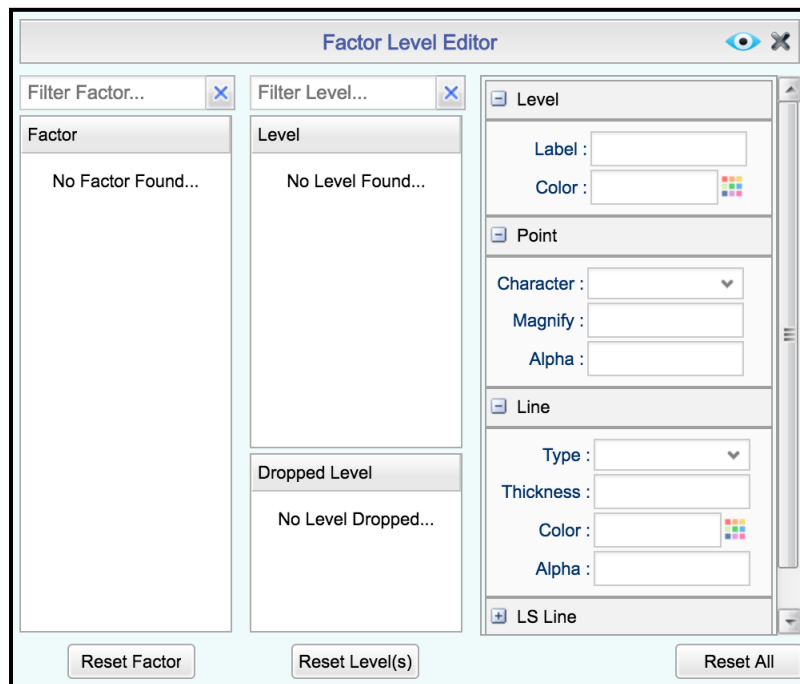 Factor Level Editor
Filter Factor...
Factor
No Factor Found...
Reset Factor
Filter Level...
Level
No Level Found...
Dropped Level
No Level Dropped...
Reset Level(s)
Level
Label :
Color :
Point
Character :
Magnify :
Alpha :
Line
Type :
Thickness :
Color :
Alpha :
LS Line
Reset All